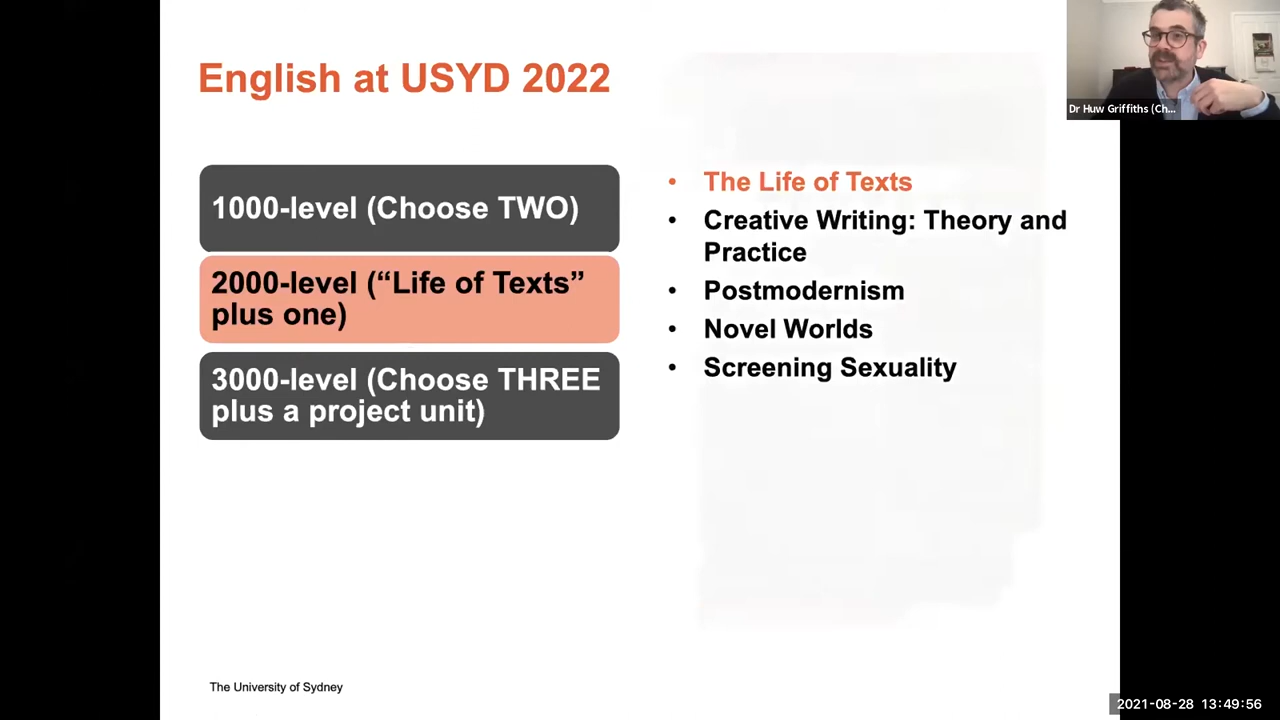 English at USYD 2022
1000-level (Choose TWO)
2000-level (“Life of Texts”
plus one)
3000-level (Choose THREE
plus a project unit)
• The Life of Texts
• Creative Writing: Theory and
Practice
• Postmodernism
• Novel Worlds
• Screening Sexuality
Dr Huw Griffiths (Ch...
The University of Sydney
2021-08-28 13:49:56